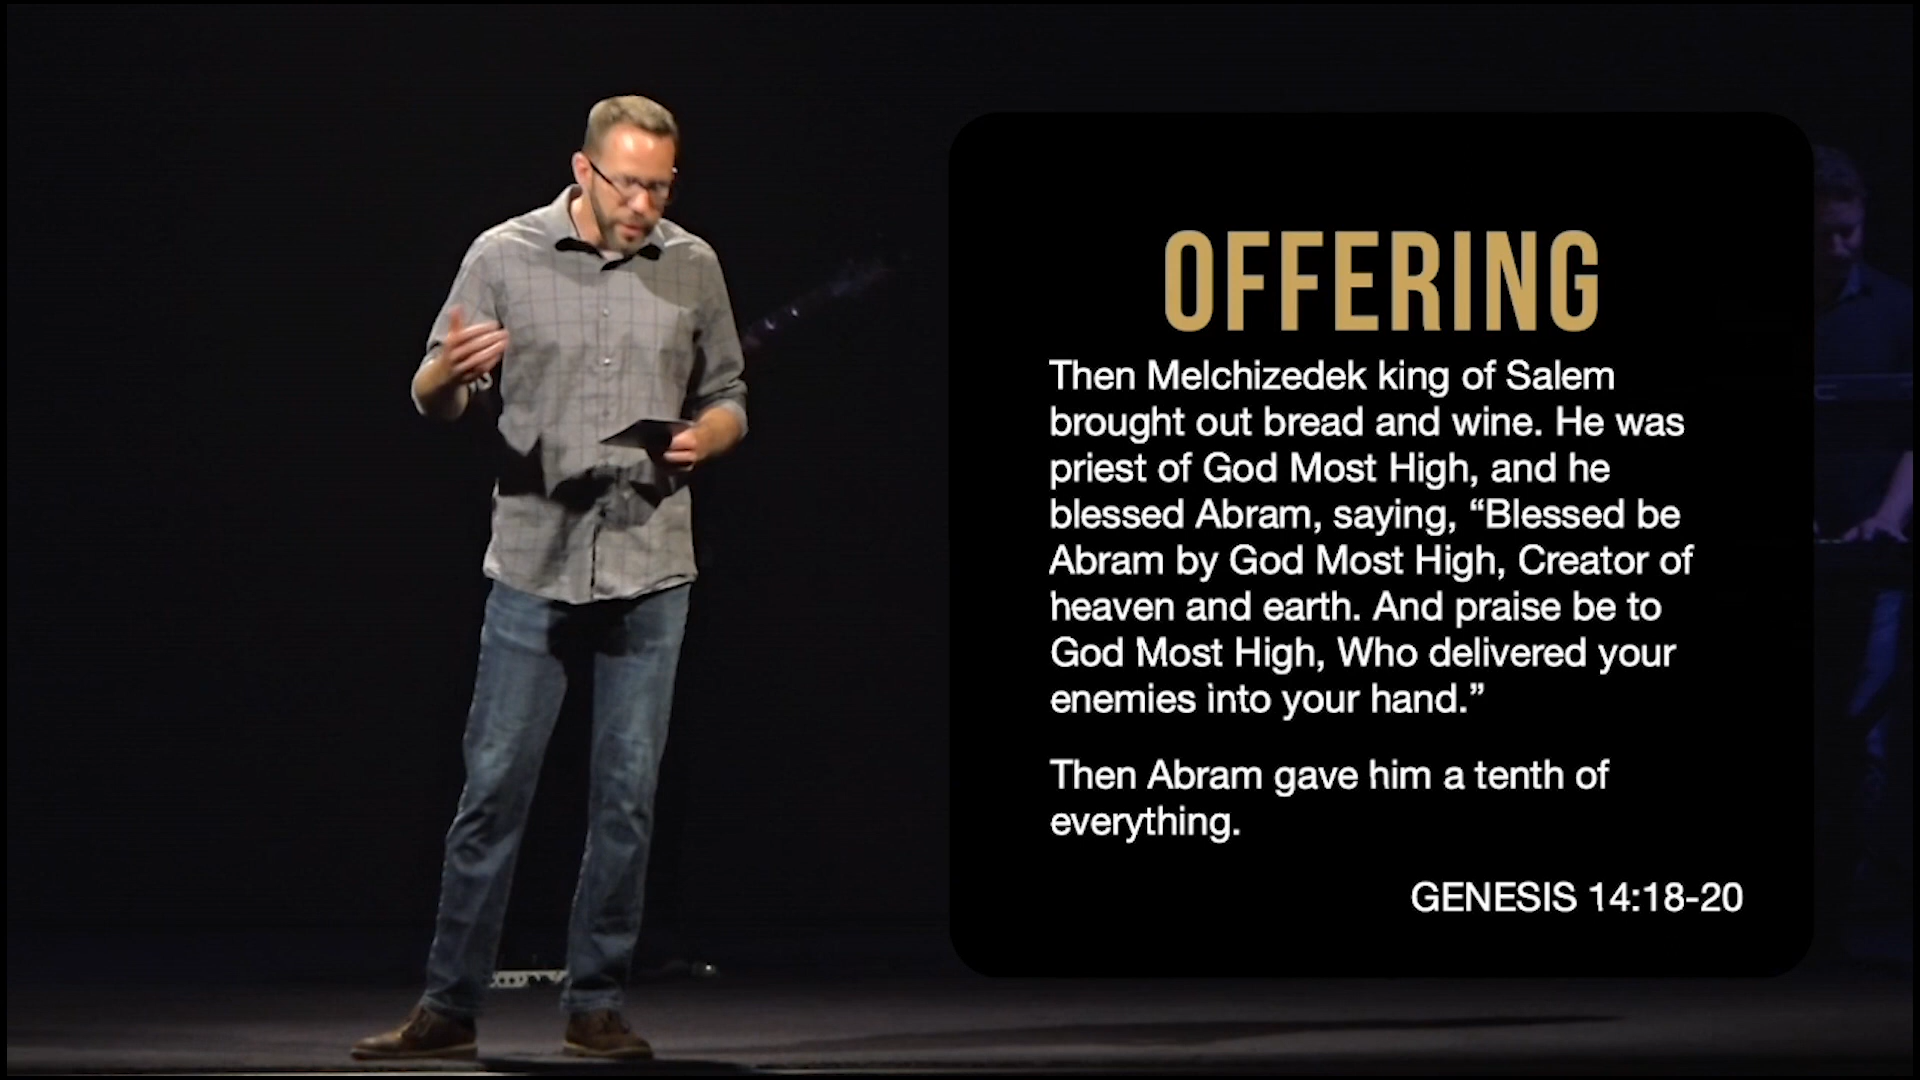 OFFERING
Then Melchizedek king of Salem
brought out bread and wine. He was
priest of God Most High, and he
blessed Abram, saying, “Blessed be
Abram by God Most High, Creator of
heaven and earth. And praise be to
God Most High, Who delivered your
enemies into your hand.”
Then Abram gave him a tenth of
everything.
GENESIS 14:18-20